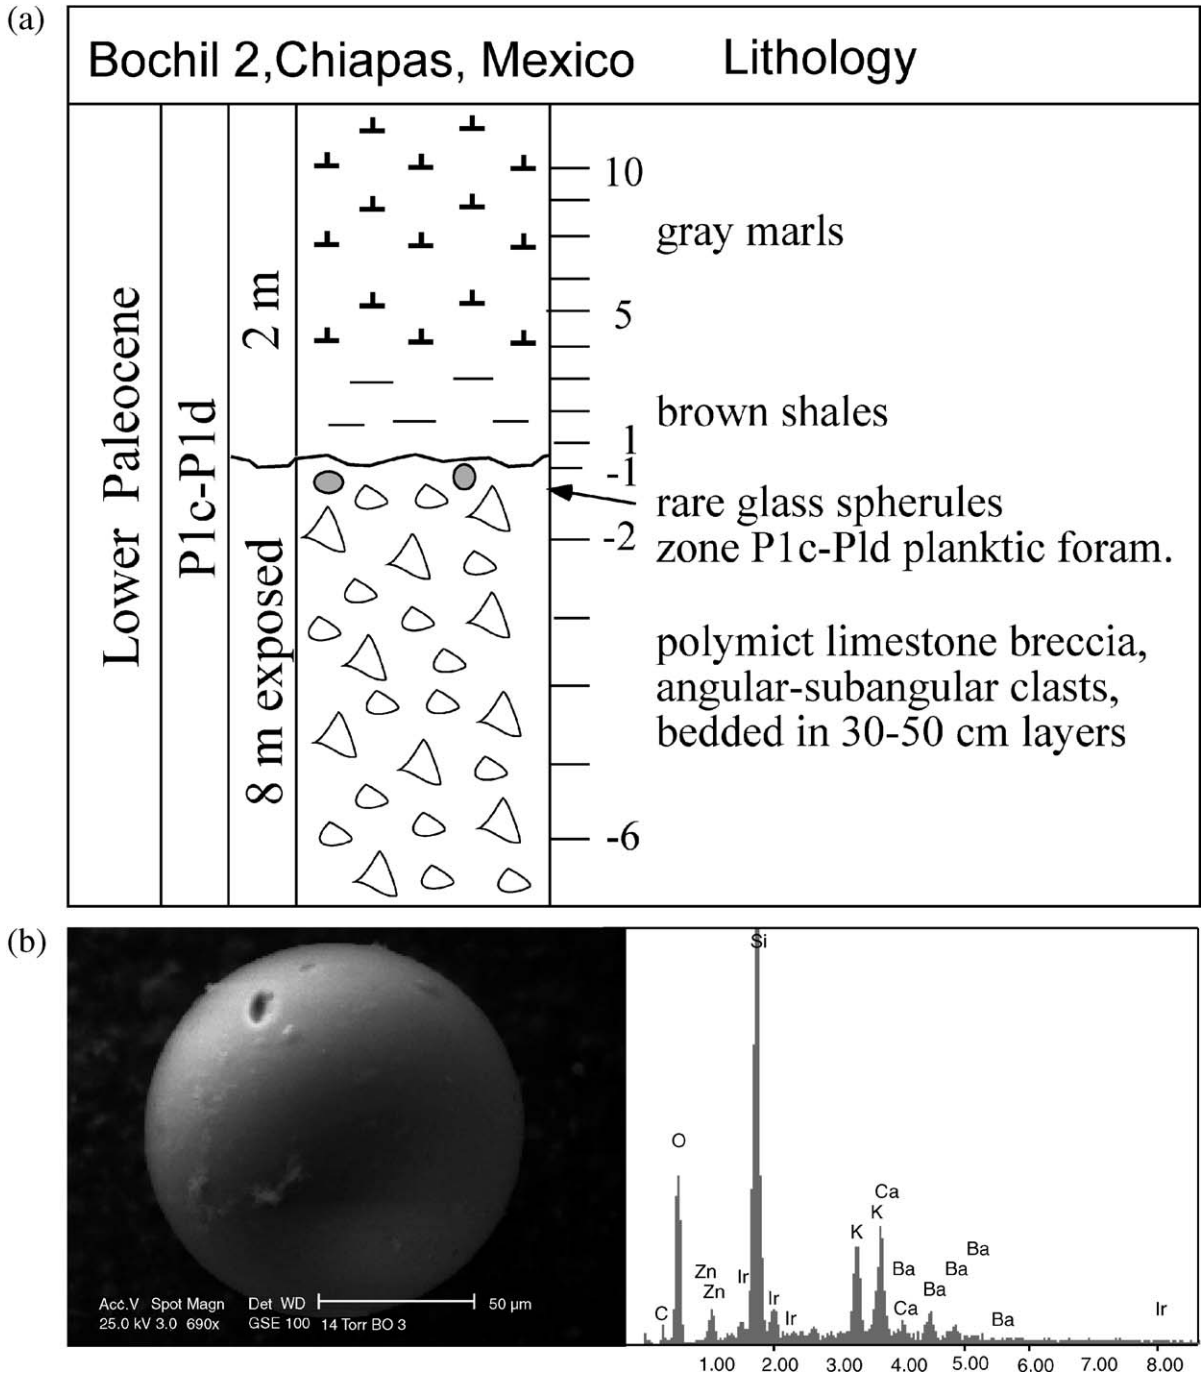 (a)
Bochil 2,Chiapas, Mexico Lithology
Lower Paleocene
P1c-P1d
2 m
8 m exposed
10
gray marls
5
brown shales
1
-1
rare glass spherules
-2
zone P1c-Pld planktic foram.
polymict limestone breccia,
angular-subangular clasts,
bedded in 30-50 cm layers
-6
(b)
Acc.V Spot Magn Det WD 50 µm
25.0 kV 3.0 690x GSE 100 14 Torr BO 3
Si
O
Ca
K K
Zn Ir Ba Ba Ba
Zn Ir Ba
C Ir Ca Ba Ir
1.00 2.00 3.00 4.00 5.00 6.00 7.00 8.00